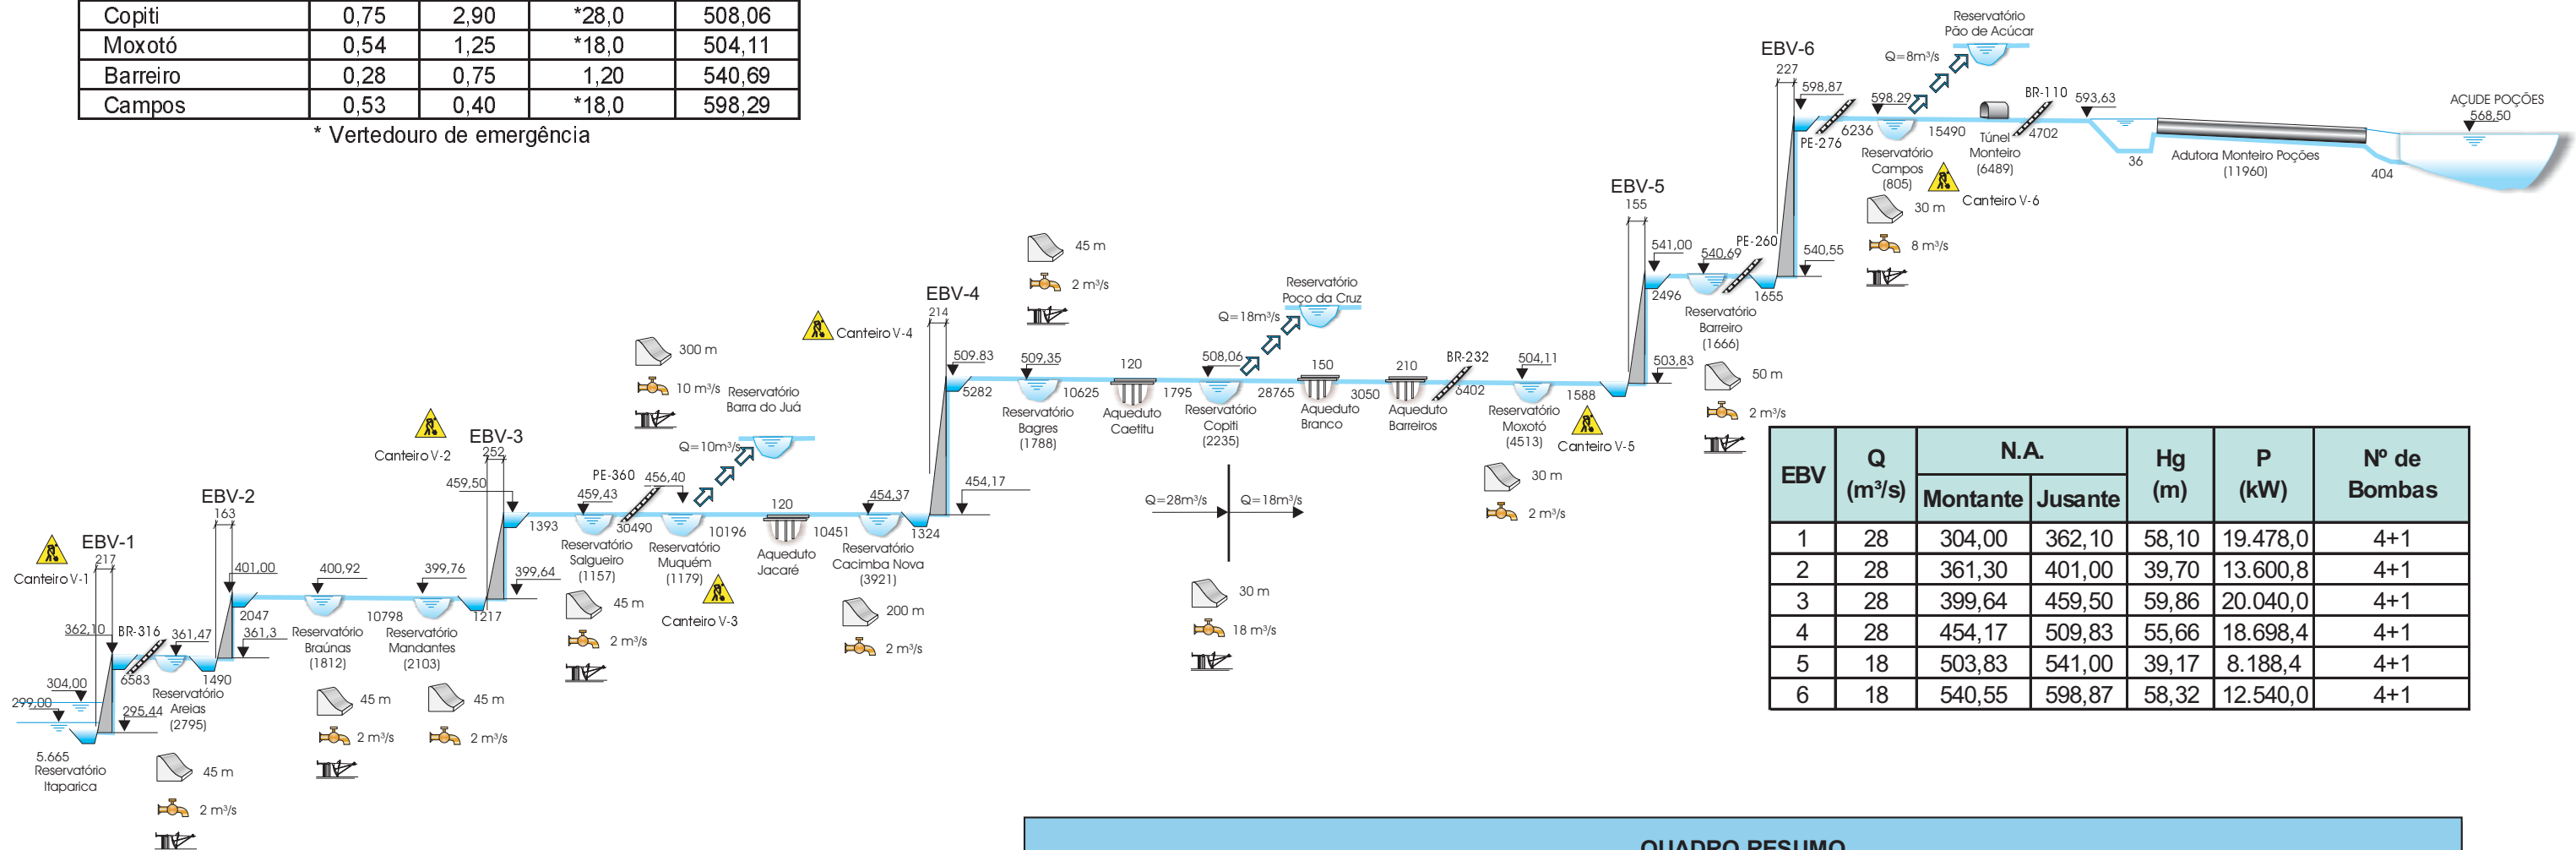 Copiti 0,75 2,90 *28,0 508,06
Moxotó 0,54 1,25 *18,0 504,11
Barreiro 0,28 0,75 1,20 540,69
Campos 0,53 0,40 *18,0 598,29
* Vertedouro de emergência
Canteiro V-1
EBV-1
217
362,10
304,00
299,00
295,44
5.665
Reservatório
Itaparica
BR-316
361,47
6583
1490
Reservatório
Areias
(2795)
45 m
2 m³/s
EBV-2
163
401,00
2047
361,3
400,92
Reservatório
Braúnas
(1812)
45 m
2 m³/s
10798
399,76
Reservatório
Mandantes
(2103)
45 m
2 m³/s
1217
Canteiro V-2
EBV-3
252
459,50
399,64
1393
459,43
Reservatório
Salgueiro
(1157)
45 m
2 m³/s
PE-360
30490
300 m
10 m³/s
456,40
Reservatório
Muquém
(1179)
Canteiro V-3
Q=10m³/s
Reservatório
Barra do Juá
10196
120
Aqueduto
Jacaré
10451
454,37
Reservatório
Cacimba Nova
(3921)
200 m
2 m³/s
1324
Canteiro V-4
EBV-4
214
509.83
454,17
5282
45 m
2 m³/s
509,35
Reservatório
Bagres
(1788)
10625
120
Aqueduto
Caetitu
1795
508,06
Reservatório
Copiti
(2235)
Q=18m³/s
Reservatório
Poço da Cruz
Q=28m³/s Q=18m³/s
30 m
18 m³/s
28765
150
Aqueduto
Branco
3050
210
Aqueduto
Barreiros
BR-232
6402
504,11
Reservatório
Moxotó
(4513)
30 m
2 m³/s
1588
Canteiro V-5
EBV-5
155
541,00
503,83
2496
540,69
Reservatório
Barreiro
(1666)
50 m
2 m³/s
PE-260
1655
EBV-6
227
598,87
540,55
PE-276
6236
598.29
Reservatório
Campos
(805)
30 m
8 m³/s
Canteiro V-6
Q=8m³/s
Reservatório
Pão de Acúcar
15490
Túnel
Monteiro
(6489)
BR-110
4702
593,63
36
Adutora Monteiro Poções
(11960)
404
AÇUDE POÇÕES
568,50
EBV Q (m³/s) N.A. Hg (m) P (kW) Nº de Bombas
Montante Jusante
1 28 304,00 362,10 58,10 19.478,0 4+1
2 28 361,30 401,00 39,70 13.600,8 4+1
3 28 399,64 459,50 59,86 20.040,0 4+1
4 28 454,17 509,83 55,66 18.698,4 4+1
5 18 503,83 541,00 39,17 8.188,4 4+1
6 18 540,55 598,87 58,32 12.540,0 4+1
QUADRO RESUMO